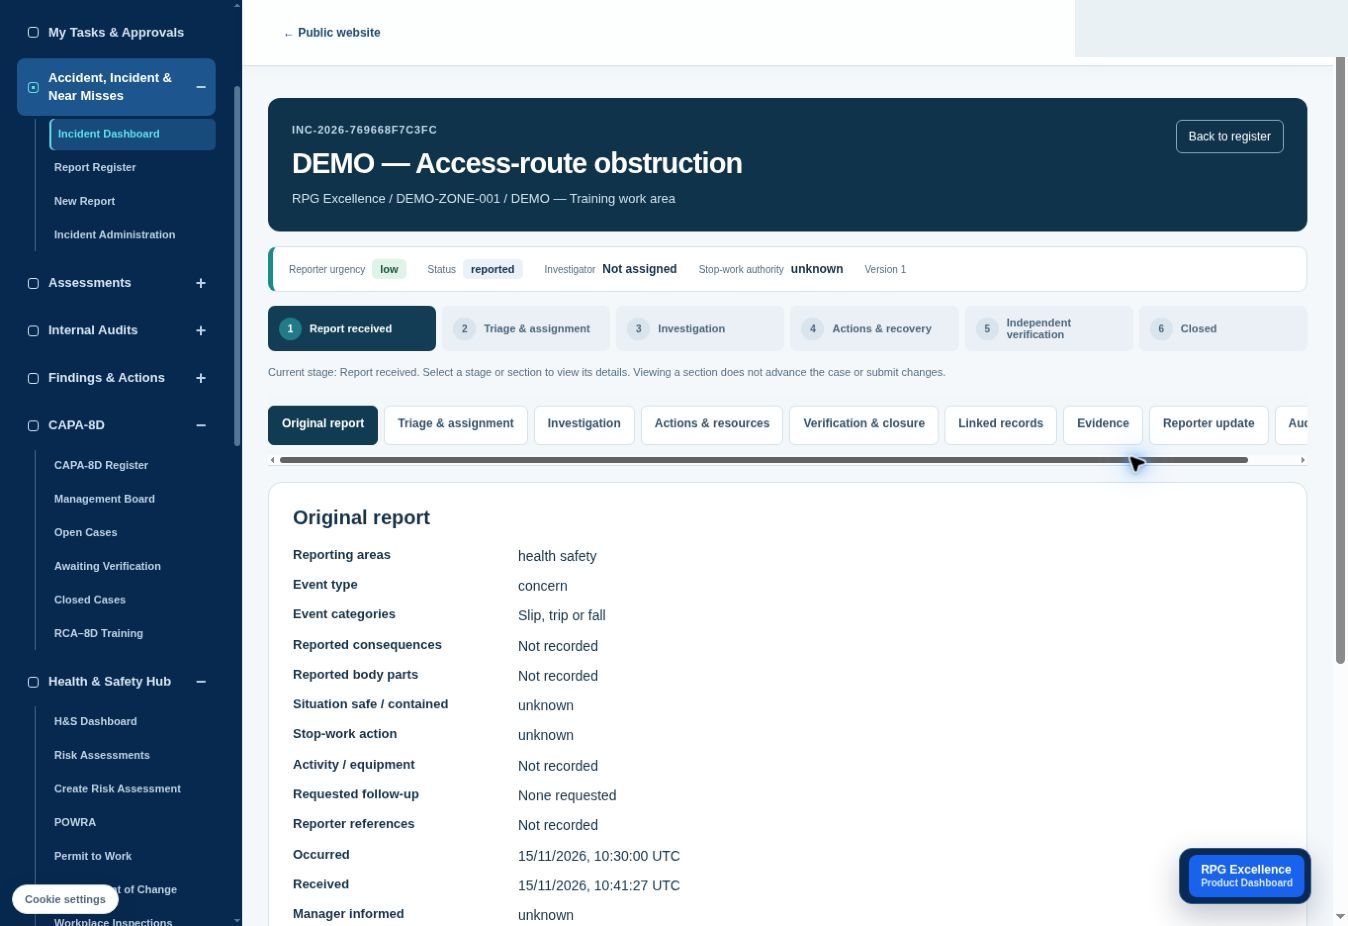 My Tasks & Approvals
Accident, Incident &
Near Misses
Incident Dashboard
Report Register
New Report
Incident Administration
Assessments
Internal Audits
Findings & Actions
CAPA-8D
CAPA-8D Register
Management Board
Open Cases
Awaiting Verification
Closed Cases
RCA–8D Training
Health & Safety Hub
H&S Dashboard
Risk Assessments
Create Risk Assessment
POWRA
Permit to Work
of Change
Workplace Inspections
Cookie settings
← Public website
INC-2026-769668F7C3FC
Back to register
DEMO — Access-route obstruction
RPG Excellence / DEMO-ZONE-001 / DEMO — Training work area
Reporter urgency low Status reported Investigator Not assigned Stop-work authority unknown Version 1
1 Report received 2 Triage & assignment 3 Investigation 4 Actions & recovery 5 Independent verification 6 Closed
Current stage: Report received. Select a stage or section to view its details. Viewing a section does not advance the case or submit changes.
Original report Triage & assignment Investigation Actions & resources Verification & closure Linked records Evidence Reporter update
Original report
Reporting areas health safety
Event type concern
Event categories Slip, trip or fall
Reported consequences Not recorded
Reported body parts Not recorded
Situation safe / contained unknown
Stop-work action unknown
Activity / equipment Not recorded
Requested follow-up None requested
Reporter references Not recorded
Occurred 15/11/2026, 10:30:00 UTC
Received 15/11/2026, 10:41:27 UTC
Manager informed unknown
RPG Excellence
Product Dashboard